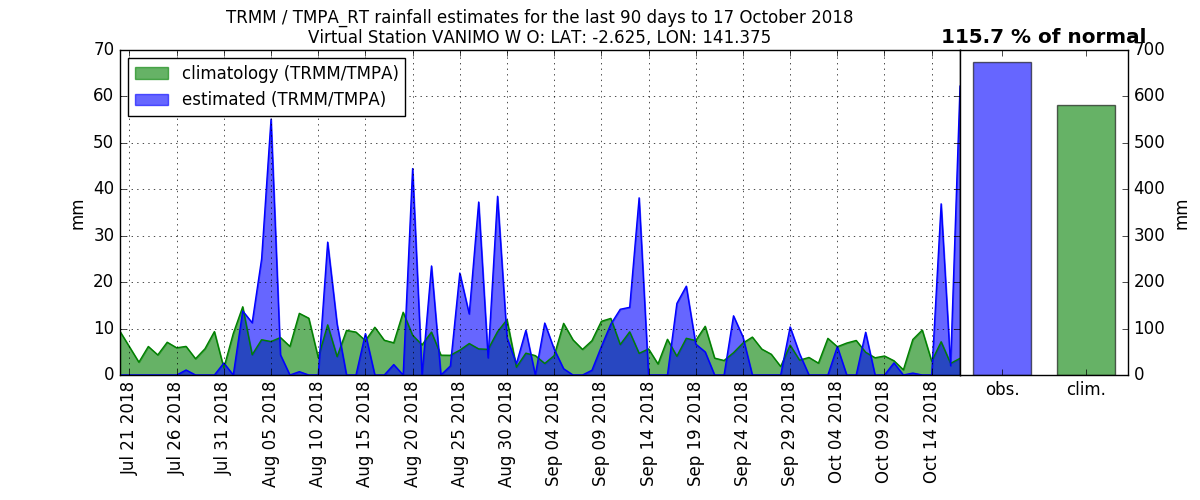 TRMM / TMPA_RT rainfall estimates for the last 90 days to 17 October 2018
Virtual Station VANIMO W O: LAT: -2.625, LON: 141.375
115.7 % of normal
climatology (TRMM/TMPA)
estimated (TRMM/TMPA)
mm
70
60
50
40
30
20
10
0
Jul 21 2018
Jul 26 2018
Jul 31 2018
Aug 05 2018
Aug 10 2018
Aug 15 2018
Aug 20 2018
Aug 25 2018
Aug 30 2018
Sep 04 2018
Sep 09 2018
Sep 14 2018
Sep 19 2018
Sep 24 2018
Sep 29 2018
Oct 04 2018
Oct 09 2018
Oct 14 2018
obs.
clim.
700
600
500
400
300
200
100
0
mm